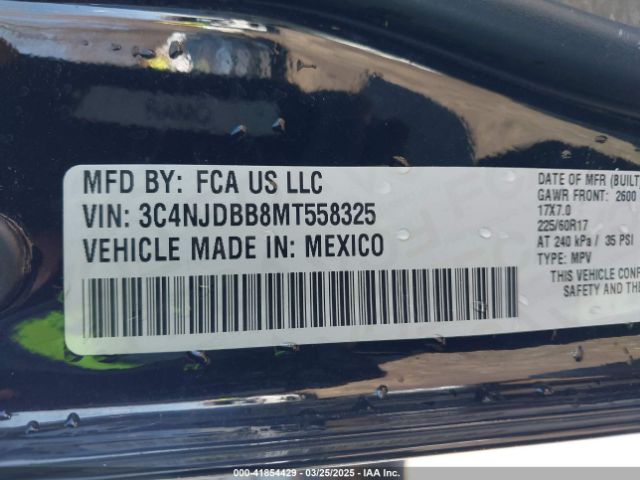 MFD BY: FCA US LLC
VIN: 3C4NJDBB8MT558325
VEHICLE MADE IN: MEXICO
DATE OF MFR (BUILT)
GAWR FRONT: 2600
17X7.0
225/60R17
AT 240 kPa / 35 PSI
TYPE: MPV
THIS VEHICLE CONF
SAFETY AND THE
000-41854429 - 03/25/2025 - IAA Inc.